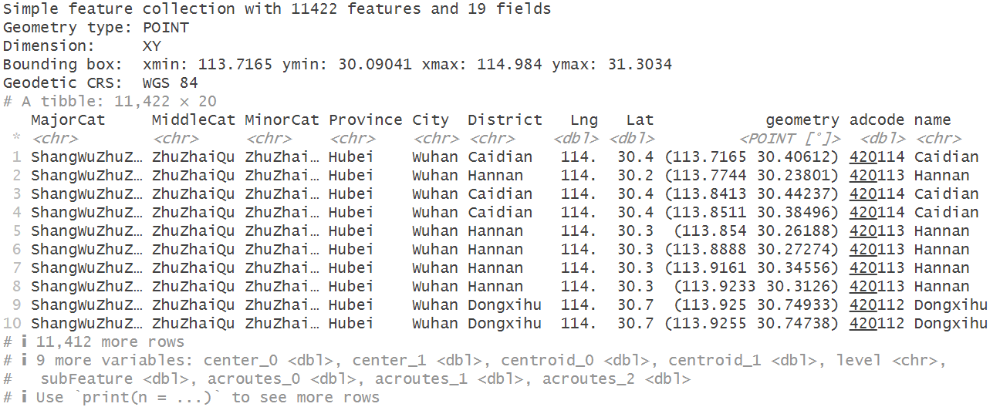 Simple feature collection with 11422 features and 19 fields
Geometry type: POINT
Dimension:     XY
Bounding box:  xmin: 113.7165 ymin: 30.09041 xmax: 114.984 ymax: 31.3034
Geodetic CRS:  WGS 84
# A tibble: 11,422 × 20
   MajorCat     MiddleCat MinorCat Province City  District   Lng   Lat            geometry adcode name
 * <chr>        <chr>     <chr>    <chr>    <chr> <chr>    <dbl> <dbl>         <POINT [°]>  <dbl> <chr>
 1 ShangWuZhuZ… ZhuZhaiQu ZhuZhai… Hubei    Wuhan Caidian   114.  30.4 (113.7165 30.40612) 420114 Caidian
 2 ShangWuZhuZ… ZhuZhaiQu ZhuZhai… Hubei    Wuhan Hannan    114.  30.2 (113.7744 30.23801) 420113 Hannan
 3 ShangWuZhuZ… ZhuZhaiQu ZhuZhai… Hubei    Wuhan Caidian   114.  30.4 (113.8413 30.44237) 420114 Caidian
 4 ShangWuZhuZ… ZhuZhaiQu ZhuZhai… Hubei    Wuhan Caidian   114.  30.4 (113.8511 30.38496) 420114 Caidian
 5 ShangWuZhuZ… ZhuZhaiQu ZhuZhai… Hubei    Wuhan Hannan    114.  30.3  (113.854 30.26188) 420113 Hannan
 6 ShangWuZhuZ… ZhuZhaiQu ZhuZhai… Hubei    Wuhan Hannan    114.  30.3 (113.8888 30.27274) 420113 Hannan
 7 ShangWuZhuZ… ZhuZhaiQu ZhuZhai… Hubei    Wuhan Hannan    114.  30.3 (113.9161 30.34556) 420113 Hannan
 8 ShangWuZhuZ… ZhuZhaiQu ZhuZhai… Hubei    Wuhan Hannan    114.  30.3  (113.9233 30.3126) 420113 Hannan
 9 ShangWuZhuZ… ZhuZhaiQu ZhuZhai… Hubei    Wuhan Dongxihu  114.  30.7  (113.925 30.74933) 420112 Dongxihu
10 ShangWuZhuZ… ZhuZhaiQu ZhuZhai… Hubei    Wuhan Dongxihu  114.  30.7 (113.9255 30.74738) 420112 Dongxihu
# ℹ 11,412 more rows
# ℹ 9 more variables: center_0 <dbl>, center_1 <dbl>, centroid_0 <dbl>, centroid_1 <dbl>, level <chr>,
#   subFeature <dbl>, acroutes_0 <dbl>, acroutes_1 <dbl>, acroutes_2 <dbl>
# ℹ Use `print(n = ...)` to see more rows